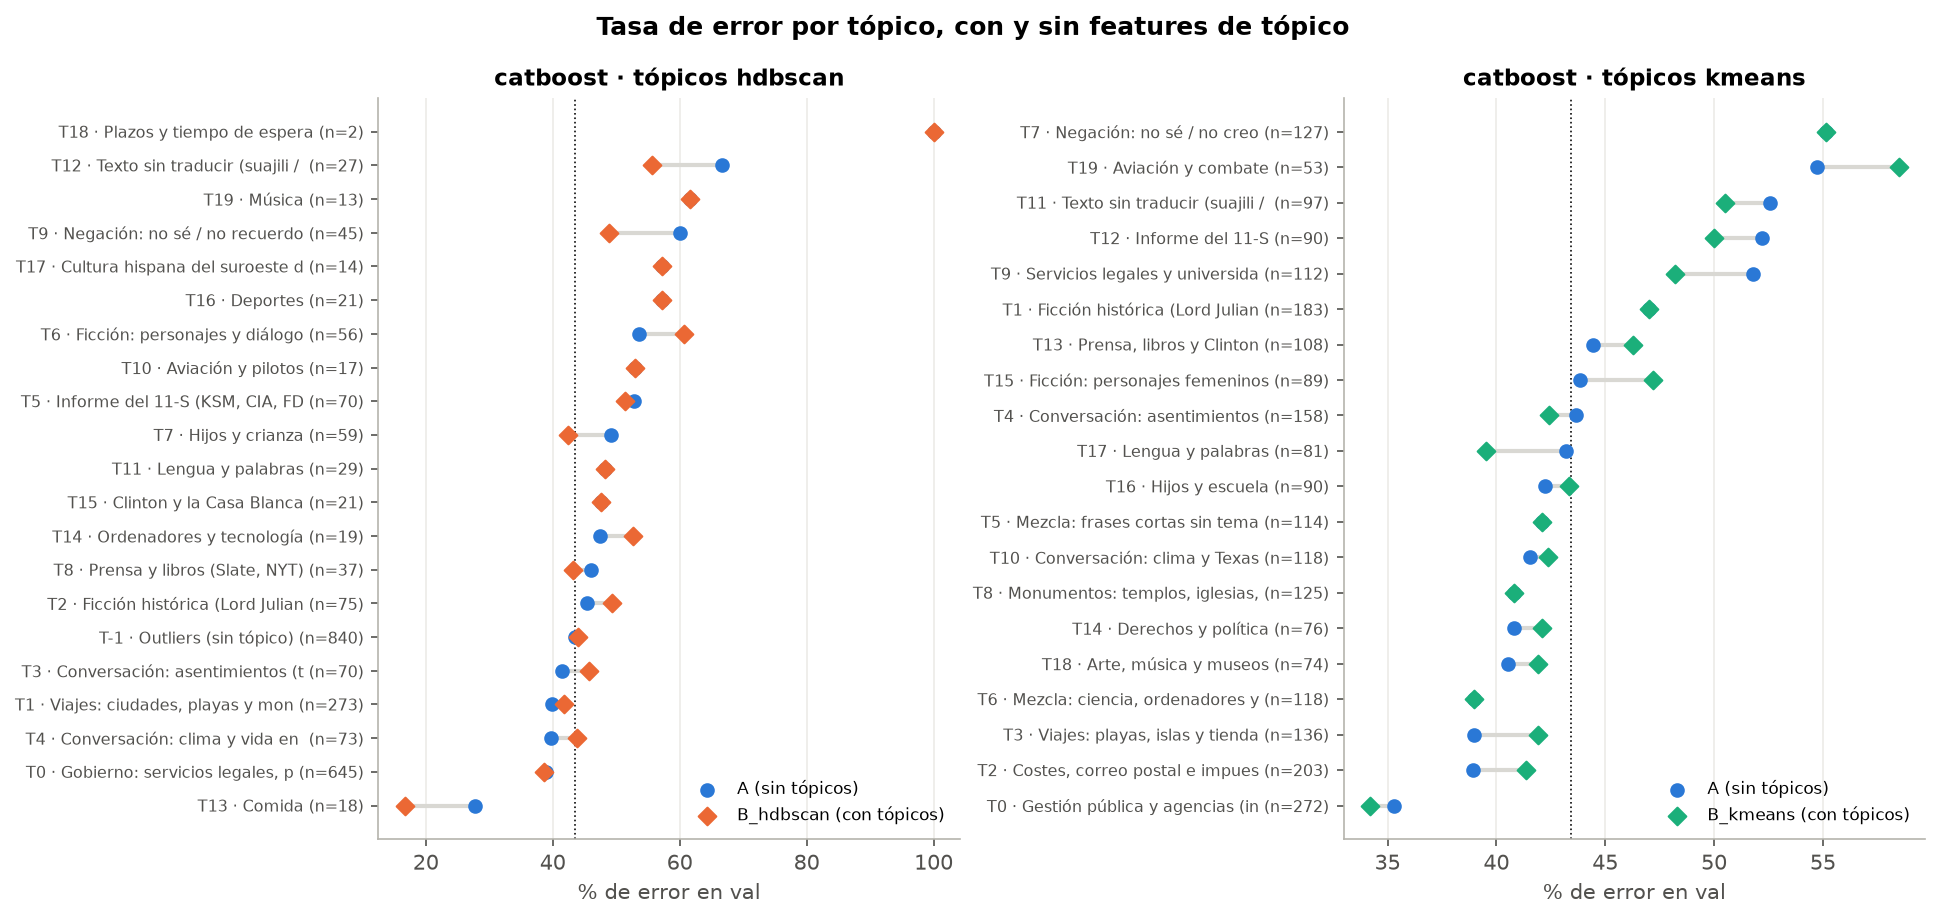 Tasa de error por tópico, con y sin features de tópico
catboost · tópicos hdbscan
T18 · Plazos y tiempo de espera (n=2)
T12 · Texto sin traducir (suajili /  (n=27)
T19 · Música (n=13)
T9 · Negación: no sé / no recuerdo (n=45)
T17 · Cultura hispana del suroeste d (n=14)
T16 · Deportes (n=21)
T6 · Ficción: personajes y diálogo (n=56)
T10 · Aviación y pilotos (n=17)
T5 · Informe del 11-S (KSM, CIA, FD (n=70)
T7 · Hijos y crianza (n=59)
T11 · Lengua y palabras (n=29)
T15 · Clinton y la Casa Blanca (n=21)
T14 · Ordenadores y tecnología (n=19)
T8 · Prensa y libros (Slate, NYT) (n=37)
T2 · Ficción histórica (Lord Julian (n=75)
T-1 · Outliers (sin tópico) (n=840)
T3 · Conversación: asentimientos (t (n=70)
T1 · Viajes: ciudades, playas y mon (n=273)
T4 · Conversación: clima y vida en  (n=73)
T0 · Gobierno: servicios legales, p (n=645)
T13 · Comida (n=18)
A (sin tópicos)
B_hdbscan (con tópicos)
20 40 60 80 100
% de error en val
catboost · tópicos kmeans
T7 · Negación: no sé / no creo (n=127)
T19 · Aviación y combate (n=53)
T11 · Texto sin traducir (suajili /  (n=97)
T12 · Informe del 11-S (n=90)
T9 · Servicios legales y universida (n=112)
T1 · Ficción histórica (Lord Julian (n=183)
T13 · Prensa, libros y Clinton (n=108)
T15 · Ficción: personajes femeninos (n=89)
T4 · Conversación: asentimientos (n=158)
T17 · Lengua y palabras (n=81)
T16 · Hijos y escuela (n=90)
T5 · Mezcla: frases cortas sin tema (n=114)
T10 · Conversación: clima y Texas (n=118)
T8 · Monumentos: templos, iglesias, (n=125)
T14 · Derechos y política (n=76)
T18 · Arte, música y museos (n=74)
T6 · Mezcla: ciencia, ordenadores y (n=118)
T3 · Viajes: playas, islas y tienda (n=136)
T2 · Costes, correo postal e impues (n=203)
T0 · Gestión pública y agencias (in (n=272)
A (sin tópicos)
B_kmeans (con tópicos)
35 40 45 50 55
% de error en val